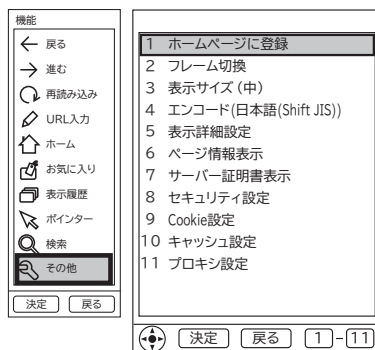 機能
戻る
進む
再読み込み
URL入力
ホーム
お気に入り
表示履歴
ポインター
検索
その他
決定 戻る
1 ホームページに登録
2 フレーム切換
3 表示サイズ（中）
4 エンコード(日本語(Shift JIS))
5 表示詳細設定
6 ページ情報表示
7 サーバー証明書表示
8 セキュリティ設定
9 Cookie設定
10 キャッシュ設定
11 プロキシ設定
決定 戻る 1-11